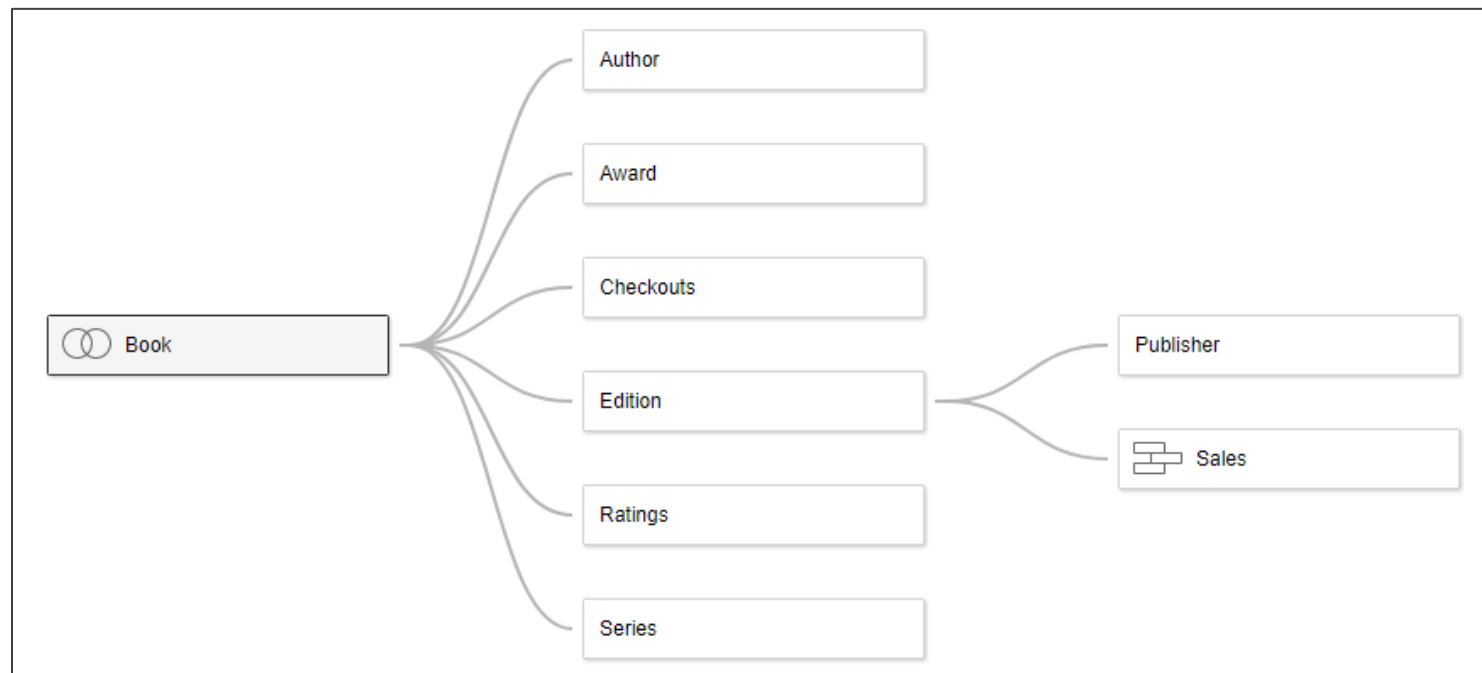 Author
Award
Checkouts
Book
Publisher
Edition
Sales
Ratings
Series